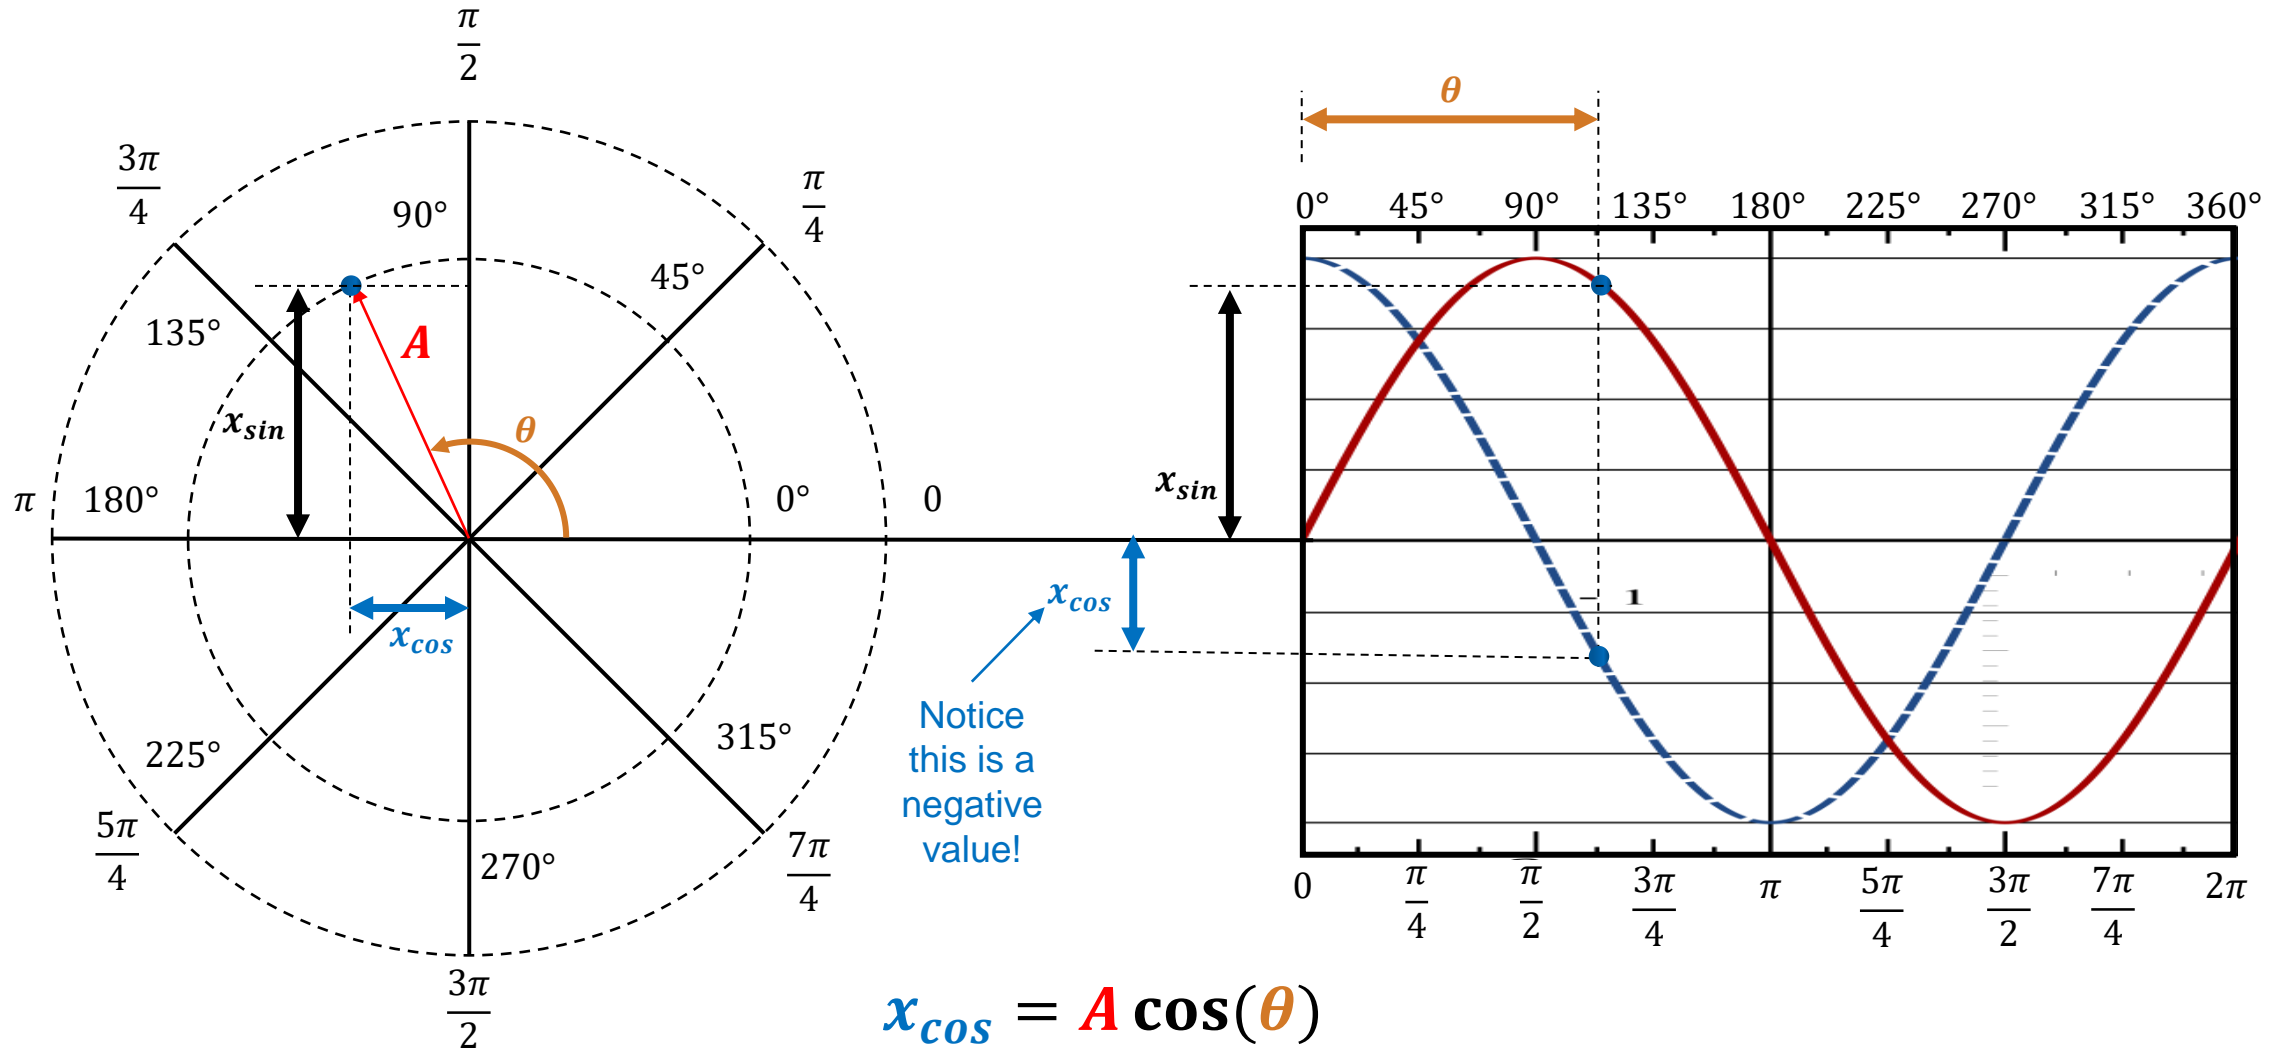 π/2
3π/4
π/4
90°
45°
135°
A
x_sin
θ
π
180°
0°
0
x_cos
225°
315°
5π/4
270°
7π/4
3π/2
θ
0° 45° 90° 135° 180° 225° 270° 315° 360°
x_sin
x_cos
– 1
Notice
this is a
negative
value!
0 π/4 π/2 3π/4 π 5π/4 3π/2 7π/4 2π
x_cos = A cos(θ)